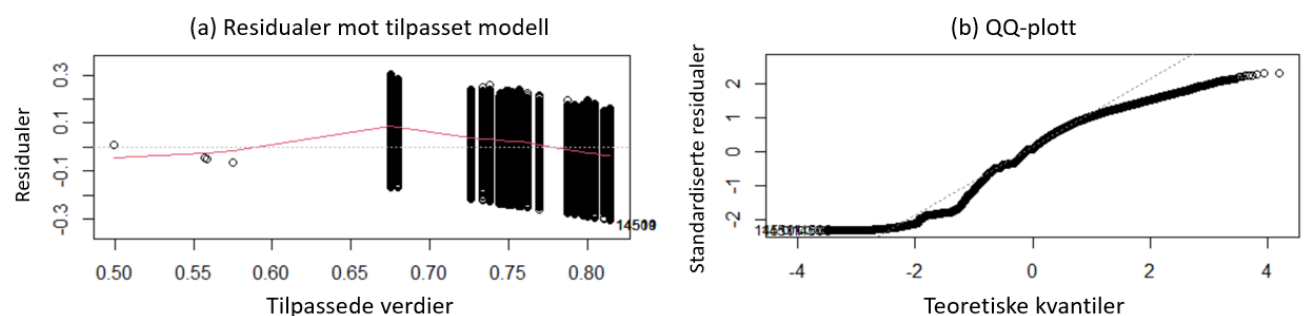 (a) Residualer mot tilpasset modell
Residualer
0.3
0.1
-0.1
-0.3
14509
0.50 0.55 0.60 0.65 0.70 0.75 0.80
Tilpassede verdier
(b) QQ-plott
Standardiserte residualer
2
1
0
-1
-2
-4 -2 0 2 4
Teoretiske kvantiler